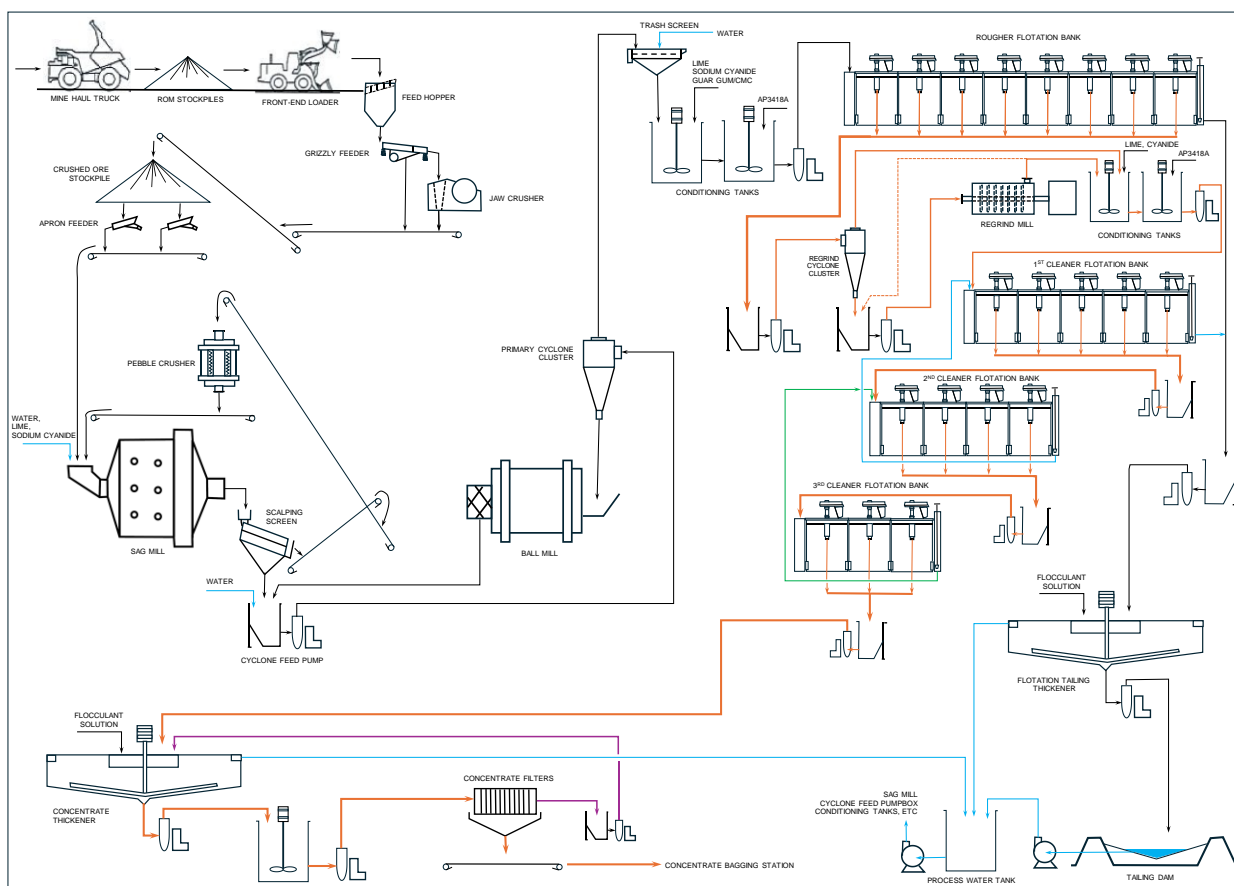 TRASH SCREEN
WATER
ROUGHER FLOTATION BANK
LIME
SODIUM CYANIDE
GUAR GUM/CMC
AP3418A
MINE HAUL TRUCK
ROM STOCKPILES
FRONT-END LOADER
FEED HOPPER
GRIZZLY FEEDER
CRUSHED ORE
STOCKPILE
JAW CRUSHER
APRON FEEDER
CONDITIONING TANKS
LIME, CYANIDE
AP3418A
REGRIND MILL
CONDITIONING TANKS
REGRIND
CYCLONE
CLUSTER
1ST CLEANER FLOTATION BANK
PRIMARY CYCLONE
CLUSTER
PEBBLE CRUSHER
2ND CLEANER FLOTATION BANK
WATER,
LIME,
SODIUM CYANIDE
3RD CLEANER FLOTATION BANK
SCALPING
SCREEN
SAG MILL
BALL MILL
WATER
CYCLONE FEED PUMP
FLOCCULANT
SOLUTION
FLOTATION TAILING
THICKENER
FLOCCULANT
SOLUTION
CONCENTRATE FILTERS
CONCENTRATE
THICKENER
SAG MILL
CYCLONE FEED PUMPBOX
CONDITIONING TANKS, ETC
CONCENTRATE BAGGING STATION
PROCESS WATER TANK
TAILING DAM